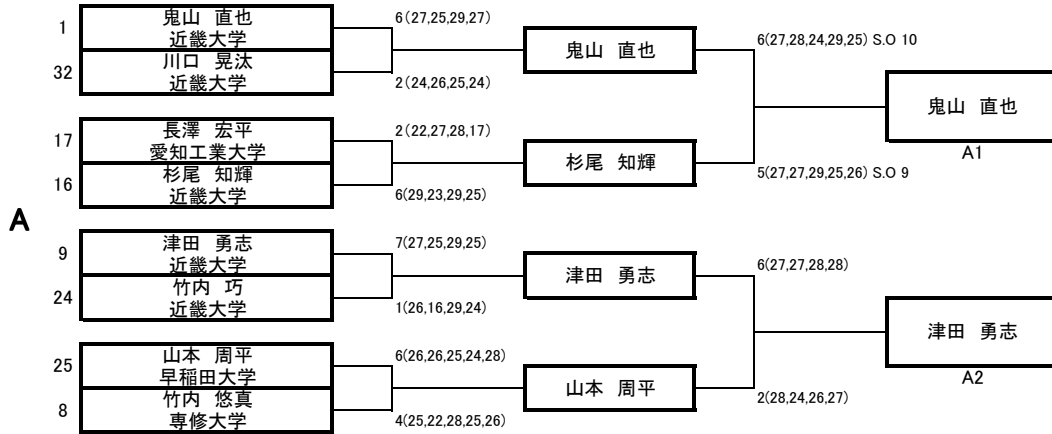 1
鬼山 直也
近畿大学
6(27,25,29,27)
32
川口 晃汰
近畿大学
2(24,26,25,24)
鬼山 直也
6(27,28,24,29,25) S.O 10
17
長澤 宏平
愛知工業大学
2(22,27,28,17)
16
杉尾 知輝
近畿大学
6(29,23,29,25)
杉尾 知輝
5(27,27,29,25,26) S.O 9
鬼山 直也
A1
A
9
津田 勇志
近畿大学
7(27,25,29,25)
24
竹内 巧
近畿大学
1(26,16,29,24)
津田 勇志
6(27,27,28,28)
25
山本 周平
早稲田大学
6(26,26,25,24,28)
8
竹内 悠真
専修大学
4(25,22,28,25,26)
山本 周平
2(28,24,26,27)
津田 勇志
A2